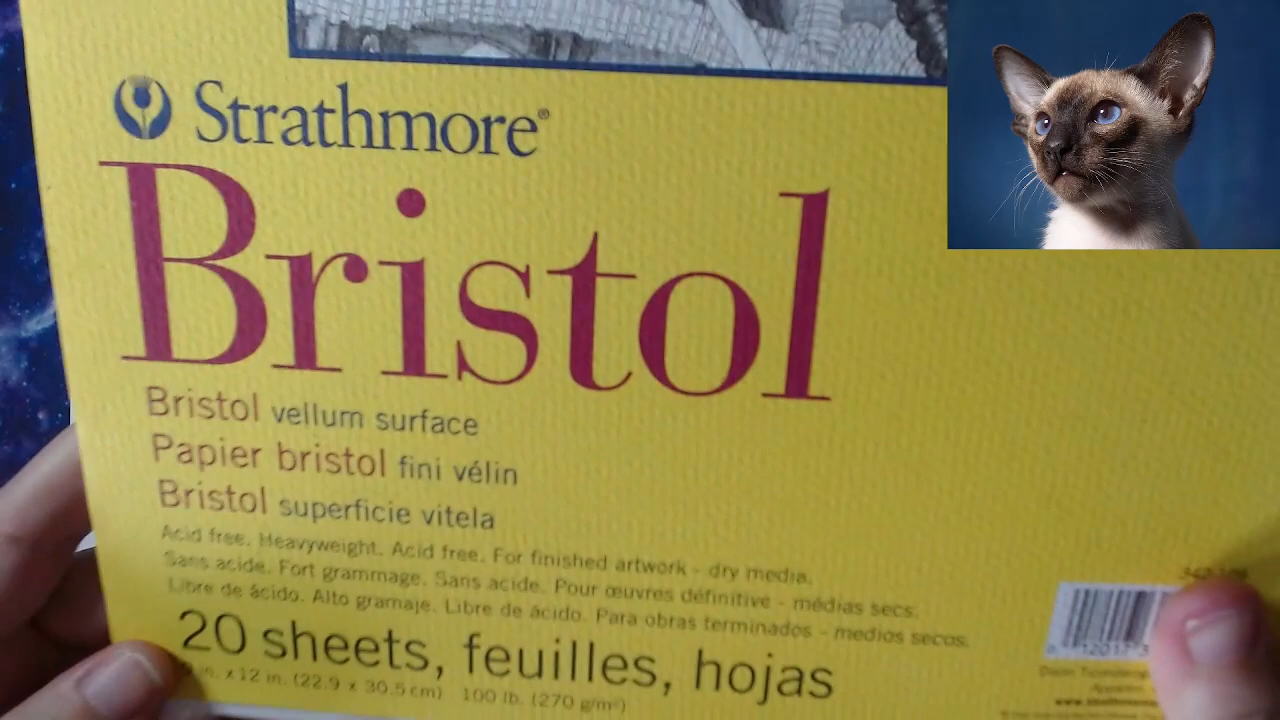 Strathmore®
Bristol
Bristol vellum surface
Papier bristol fini vélin
Bristol superficie vitela
Acid free. Heavyweight. Acid free. For finished artwork - dry media.
Sans acide. Fort grammage. Sans acide. Pour œuvres définitive - médias secs.
Libre de ácido. Alto gramaje. Libre de ácido. Para obras terminados - medios secos.
20 sheets, feuilles, hojas
in. x 12 in. (22.9 x 30.5 cm) 100 lb. (270 g/m²)